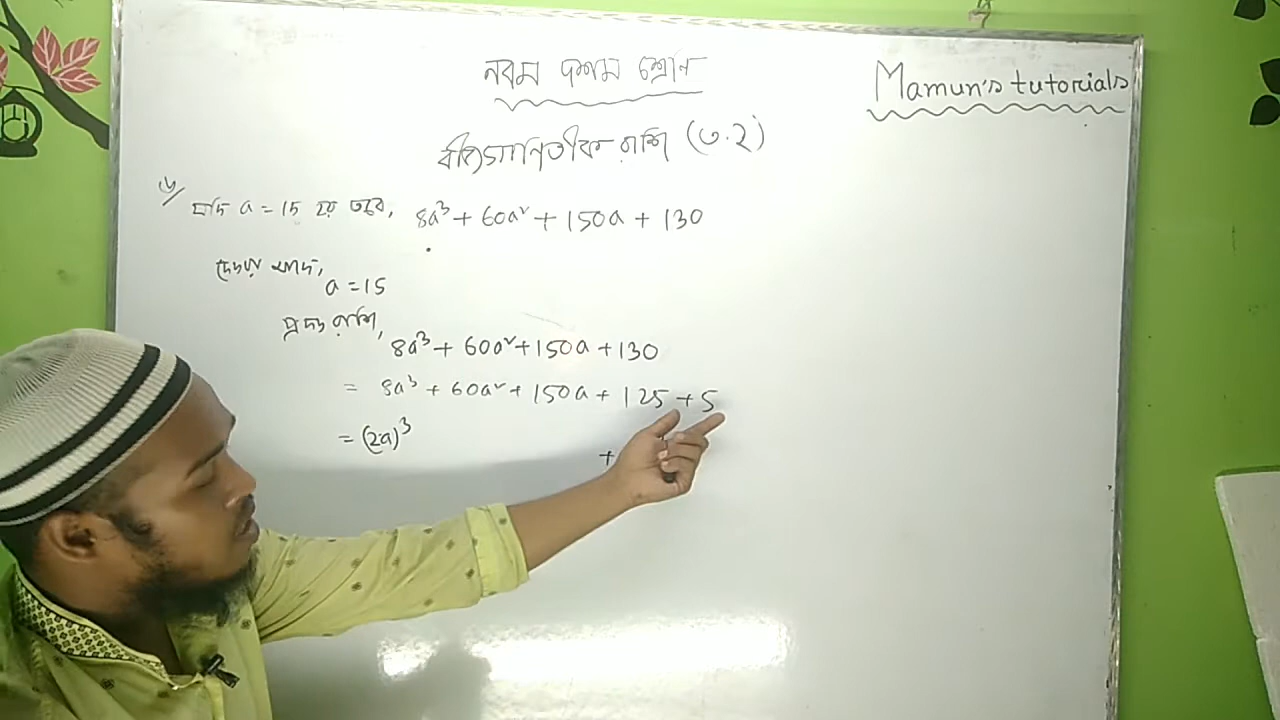 নবম দশম শ্রেণি
Mamun's tutorials
বীজগাণিতীক রাশি (৩.২)
৬/ যদি a = 15 হয় তবে, 8a³ + 60a² + 150a + 130
দেওয়া আছে,
a = 15
প্রদত্ত রাশি,
8a³ + 60a² + 150a + 130
= 8a³ + 60a² + 150a + 125 + 5
= (2a)³ +